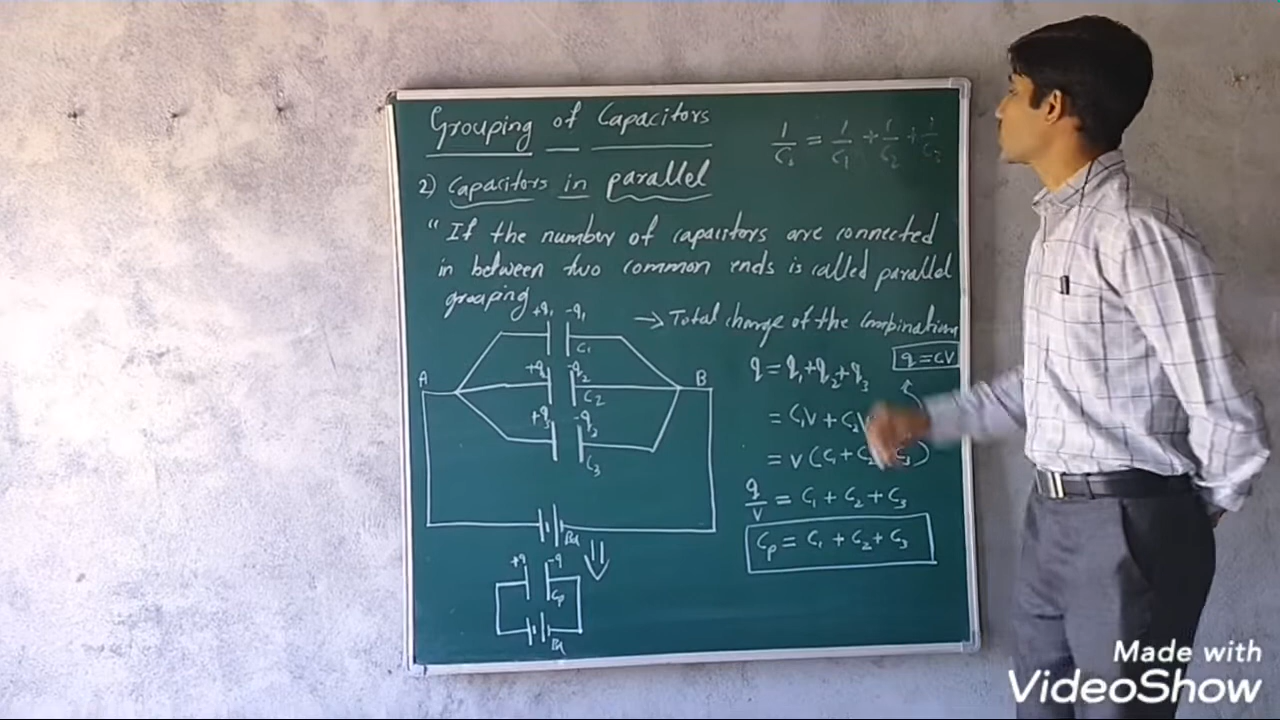 Grouping of Capacitors
1/Cs = 1/C1 + 1/C2 + 1/C3
2) Capacitors in parallel
"If the number of capacitors are connected
in between two common ends is called parallel
grouping
→ Total charge of the Combination
+q1 -q1
C1
A +q -q2 B
C2
+q3 -q2
C3
q = q1+q2+q3
q = CV
= C1V + C2V
= V(C1 + C2 C3)
q/V = C1 + C2 + C3
Cp = C1 + C2 + C3
+q -q
Cp
Made with
VideoShow